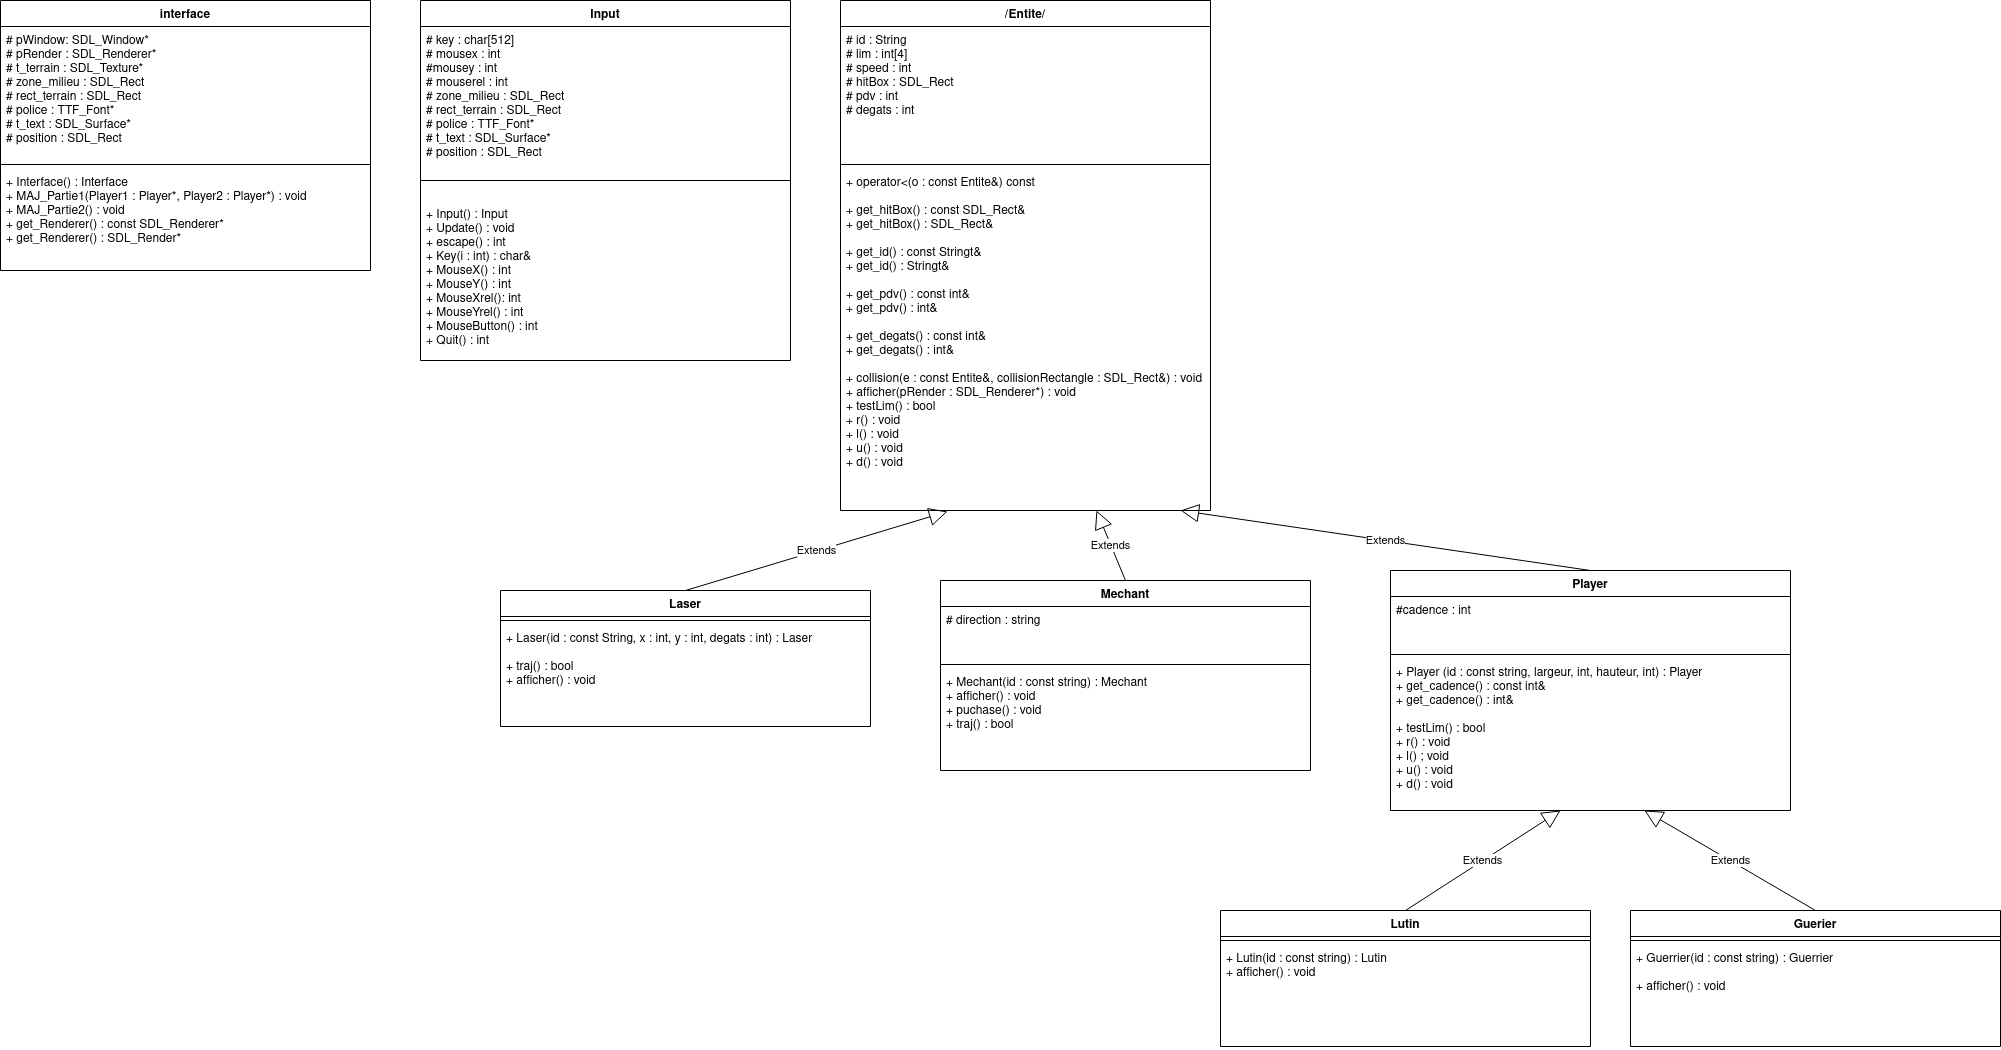 interface
# pWindow: SDL_Window*
# pRender : SDL_Renderer*
# t_terrain : SDL_Texture*
# zone_milieu : SDL_Rect
# rect_terrain : SDL_Rect
# police : TTF_Font*
# t_text : SDL_Surface*
# position : SDL_Rect
+ Interface() : Interface
+ MAJ_Partie1(Player1 : Player*, Player2 : Player*) : void
+ MAJ_Partie2() : void
+ get_Renderer() : const SDL_Renderer*
+ get_Renderer() : SDL_Render*
Input
# key : char[512]
# mousex : int
#mousey : int
# mouserel : int
# zone_milieu : SDL_Rect
# rect_terrain : SDL_Rect
# police : TTF_Font*
# t_text : SDL_Surface*
# position : SDL_Rect
+ Input() : Input
+ Update() : void
+ escape() : int
+ Key(i : int) : char&
+ MouseX() : int
+ MouseY() : int
+ MouseXrel(): int
+ MouseYrel() : int
+ MouseButton() : int
+ Quit() : int
/Entite/
# id : String
# lim : int[4]
# speed : int
# hitBox : SDL_Rect
# pdv : int
# degats : int
+ operator<(o : const Entite&) const
+ get_hitBox() : const SDL_Rect&
+ get_hitBox() : SDL_Rect&
+ get_id() : const Stringt&
+ get_id() : Stringt&
+ get_pdv() : const int&
+ get_pdv() : int&
+ get_degats() : const int&
+ get_degats() : int&
+ collision(e : const Entite&, collisionRectangle : SDL_Rect&) : void
+ afficher(pRender : SDL_Renderer*) : void
+ testLim() : bool
+ r() : void
+ l() : void
+ u() : void
+ d() : void
Extends
Extends
Extends
Laser
+ Laser(id : const String, x : int, y : int, degats : int) : Laser
+ traj() : bool
+ afficher() : void
Mechant
# direction : string
+ Mechant(id : const string) : Mechant
+ afficher() : void
+ puchase() : void
+ traj() : bool
Player
#cadence : int
+ Player (id : const string, largeur, int, hauteur, int) : Player
+ get_cadence() : const int&
+ get_cadence() : int&
+ testLim() : bool
+ r() : void
+ l() ; void
+ u() : void
+ d() : void
Extends
Extends
Lutin
+ Lutin(id : const string) : Lutin
+ afficher() : void
Guerier
+ Guerrier(id : const string) : Guerrier
+ afficher() : void